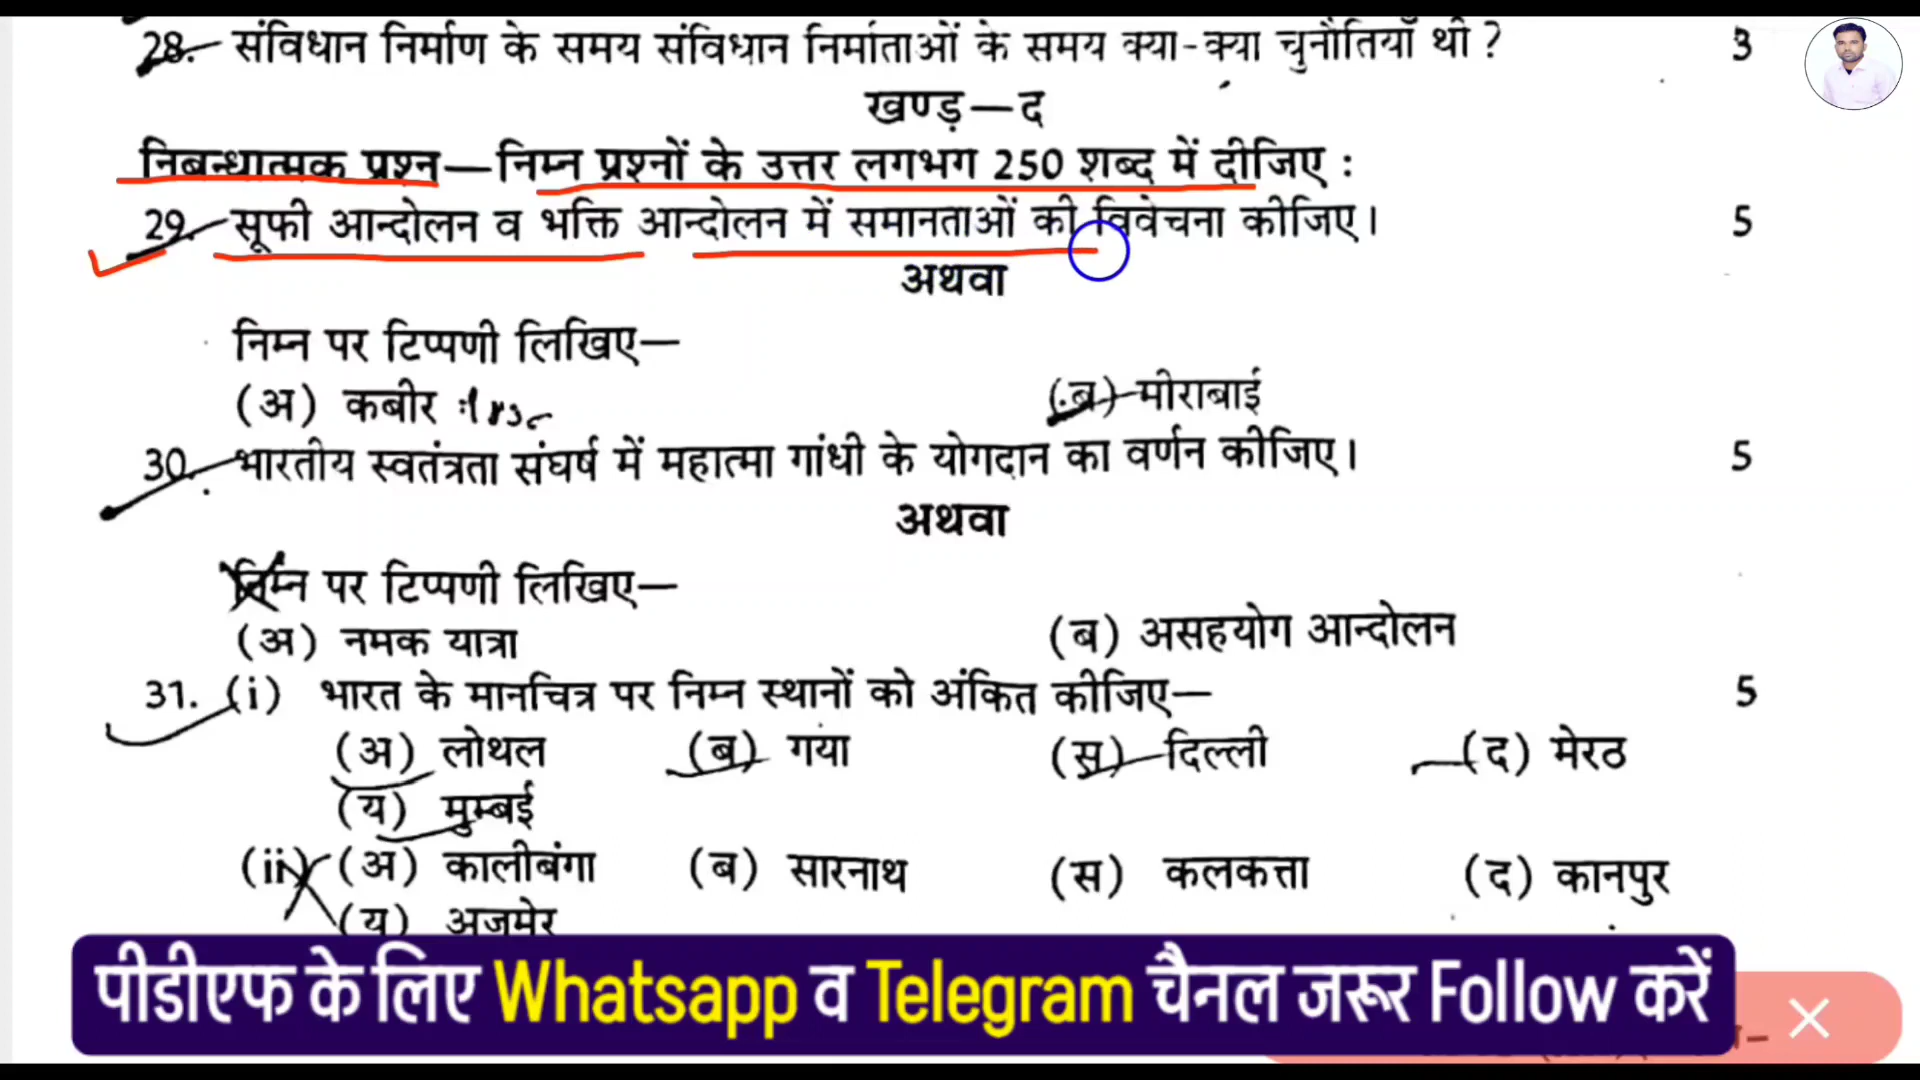 28. संविधान निर्माण के समय संविधान निर्माताओं के समय क्या-क्या चुनौतियाँ थी ? 3
खण्ड़—द
निबन्धात्मक प्रश्न—निम्न प्रश्नों के उत्तर लगभग 250 शब्द में दीजिए :
29. सूफी आन्दोलन व भक्ति आन्दोलन में समानताओं की विवेचना कीजिए। 5
अथवा
निम्न पर टिप्पणी लिखिए—
(अ) कबीर (ब) मीराबाई
30. भारतीय स्वतंत्रता संघर्ष में महात्मा गांधी के योगदान का वर्णन कीजिए। 5
अथवा
निम्न पर टिप्पणी लिखिए—
(अ) नमक यात्रा (ब) असहयोग आन्दोलन
31. (i) भारत के मानचित्र पर निम्न स्थानों को अंकित कीजिए— 5
(अ) लोथल (ब) गया (स) दिल्ली (द) मेरठ
(य) मुम्बई
(ii) (अ) कालीबंगा (ब) सारनाथ (स) कलकत्ता (द) कानपुर
(य) अजमेर
पीडीएफ के लिए Whatsapp व Telegram चैनल जरूर Follow करें